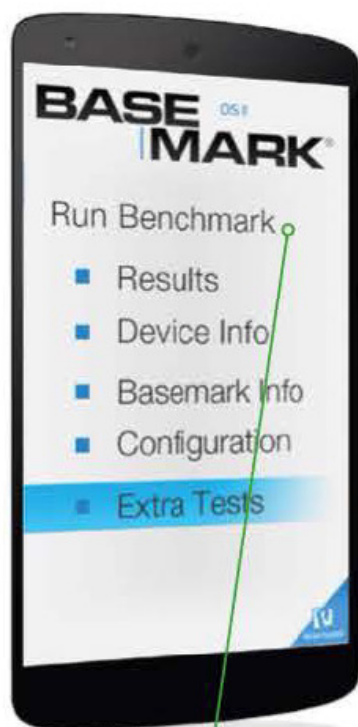 BASE OS II
MARK®
Run Benchmark
Results
Device Info
Basemark Info
Configuration
Extra Tests